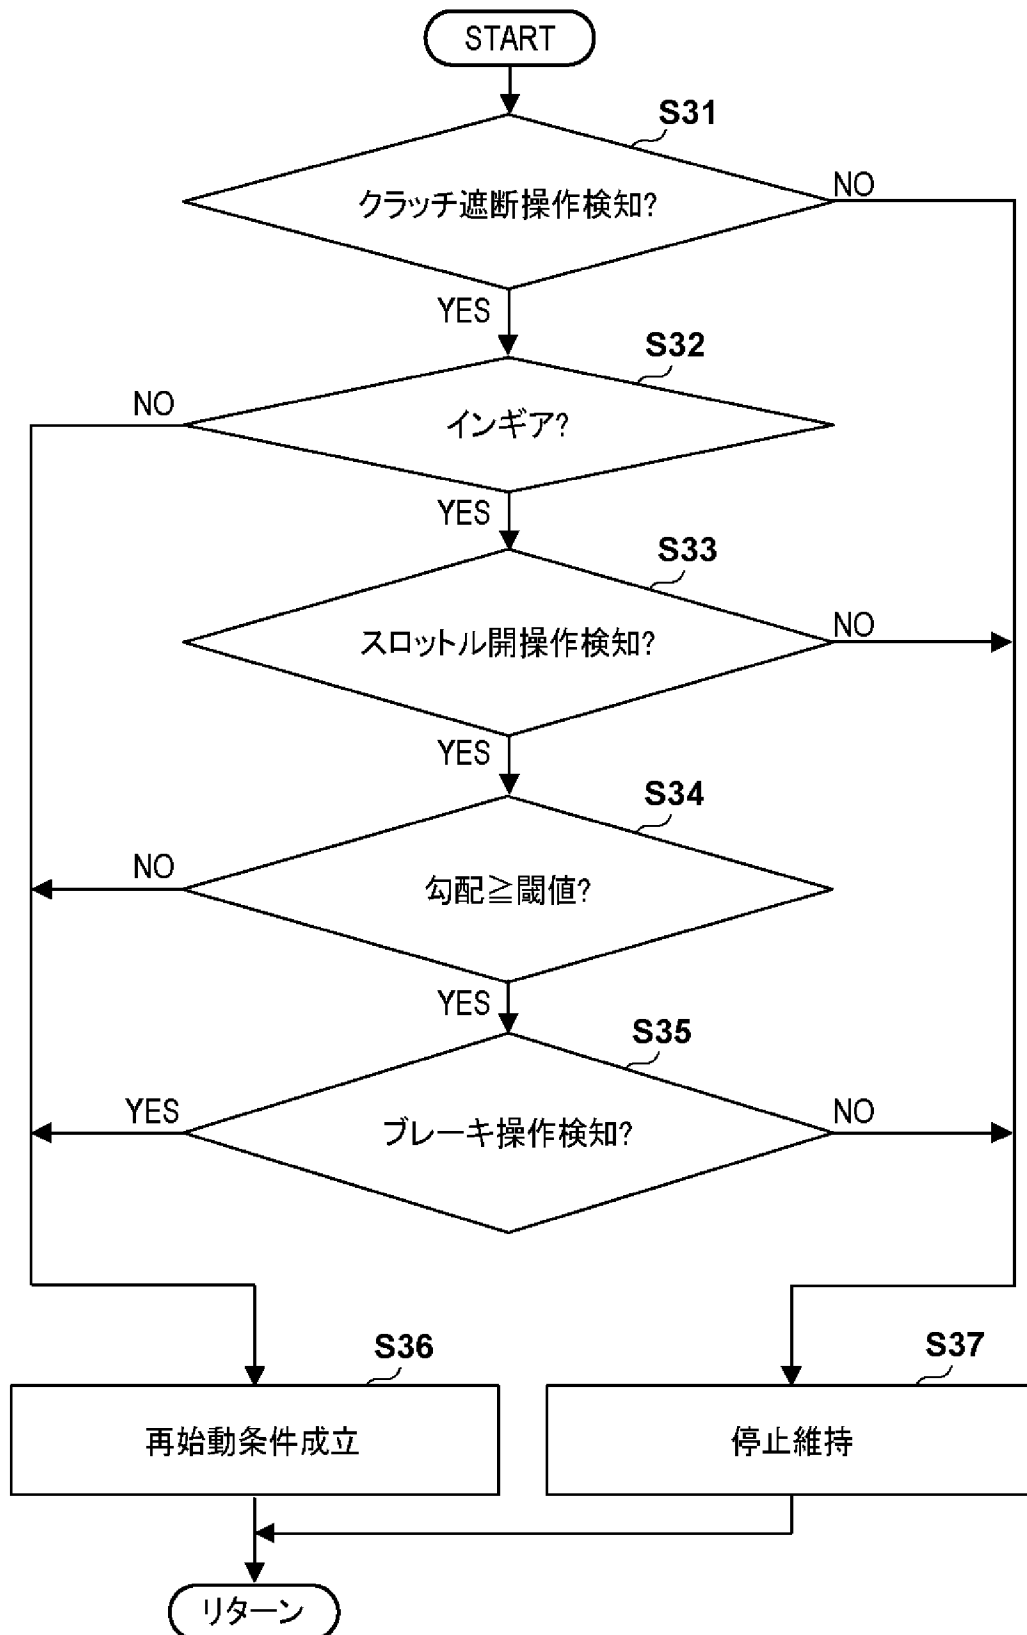 START
S31
クラッチ遮断操作検知?
NO
YES
S32
NO
インギア?
YES
S33
スロットル開操作検知?
NO
YES
S34
NO
勾配≧閾値?
YES
S35
YES
ブレーキ操作検知?
NO
S36
S37
再始動条件成立
停止維持
リターン